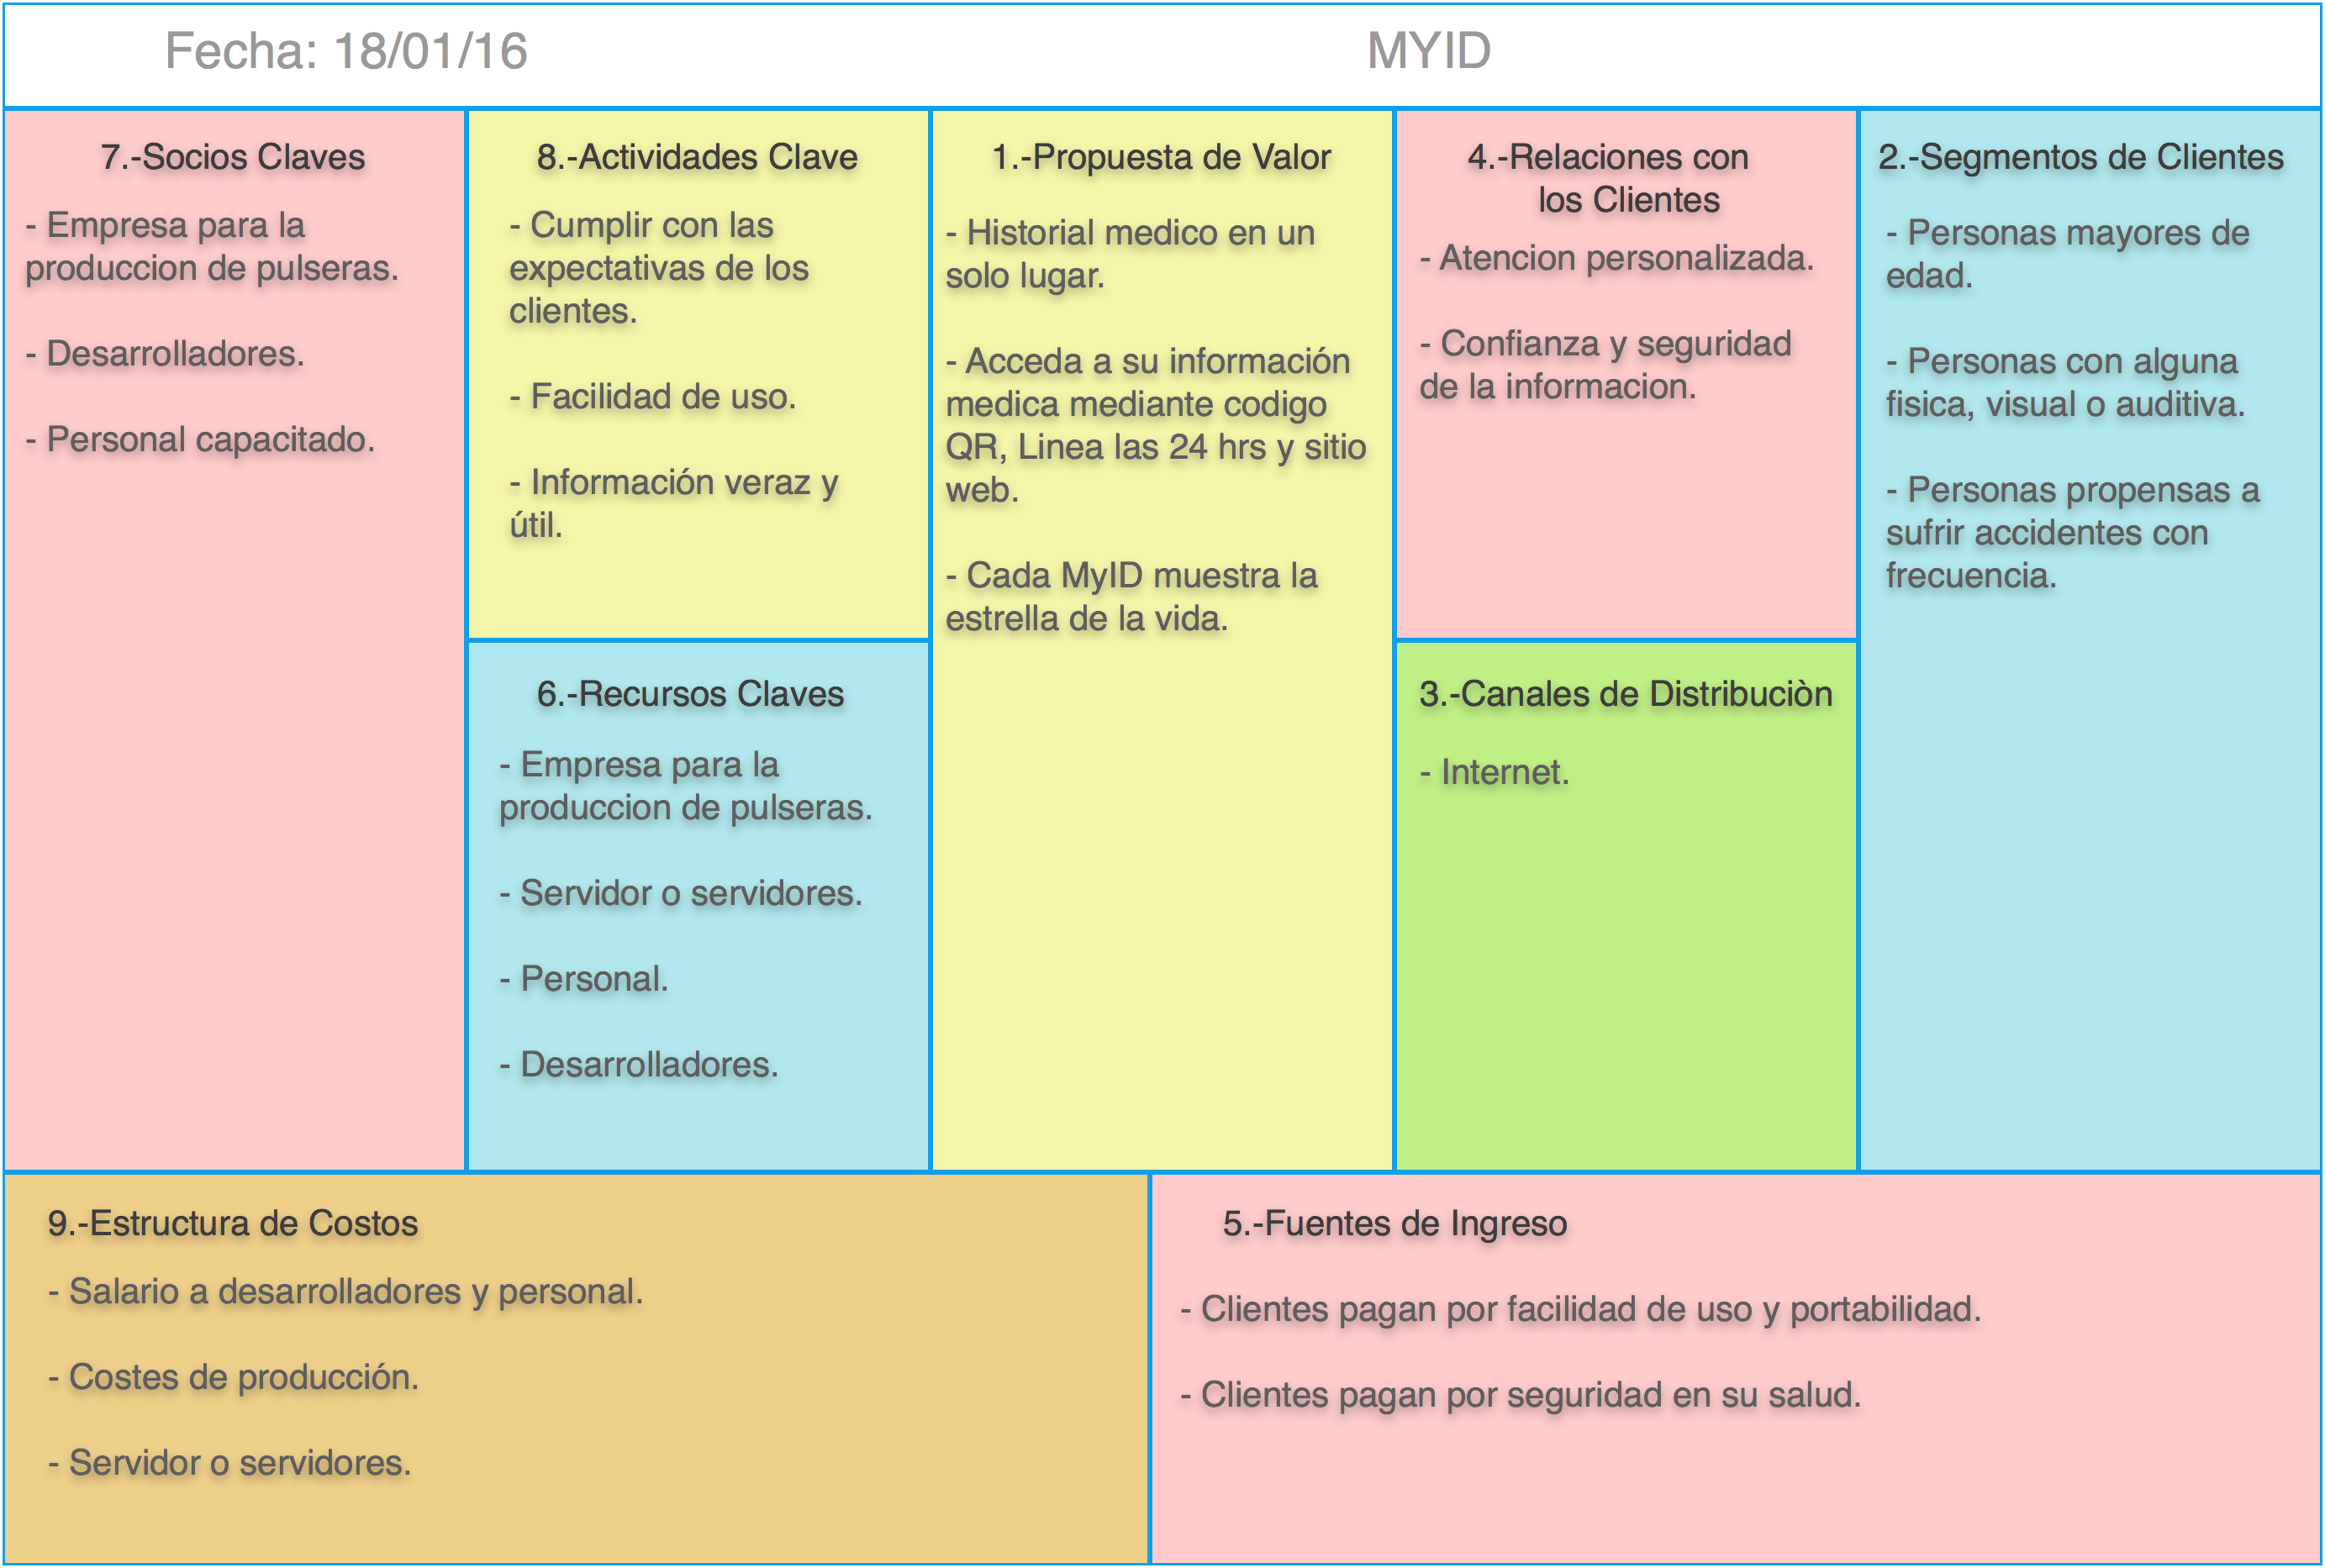 Fecha: 18/01/16
MYID
7.-Socios Claves
- Empresa para la
produccion de pulseras.
- Desarrolladores.
- Personal capacitado.
8.-Actividades Clave
- Cumplir con las
expectativas de los
clientes.
- Facilidad de uso.
- Información veraz y
útil.
6.-Recursos Claves
- Empresa para la
produccion de pulseras.
- Servidor o servidores.
- Personal.
- Desarrolladores.
1.-Propuesta de Valor
- Historial medico en un
solo lugar.
- Acceda a su información
medica mediante codigo
QR, Linea las 24 hrs y sitio
web.
- Cada MyID muestra la
estrella de la vida.
4.-Relaciones con
los Clientes
- Atencion personalizada.
- Confianza y seguridad
de la informacion.
3.-Canales de Distribuciòn
- Internet.
2.-Segmentos de Clientes
- Personas mayores de
edad.
- Personas con alguna
fisica, visual o auditiva.
- Personas propensas a
sufrir accidentes con
frecuencia.
9.-Estructura de Costos
- Salario a desarrolladores y personal.
- Costes de producción.
- Servidor o servidores.
5.-Fuentes de Ingreso
- Clientes pagan por facilidad de uso y portabilidad.
- Clientes pagan por seguridad en su salud.